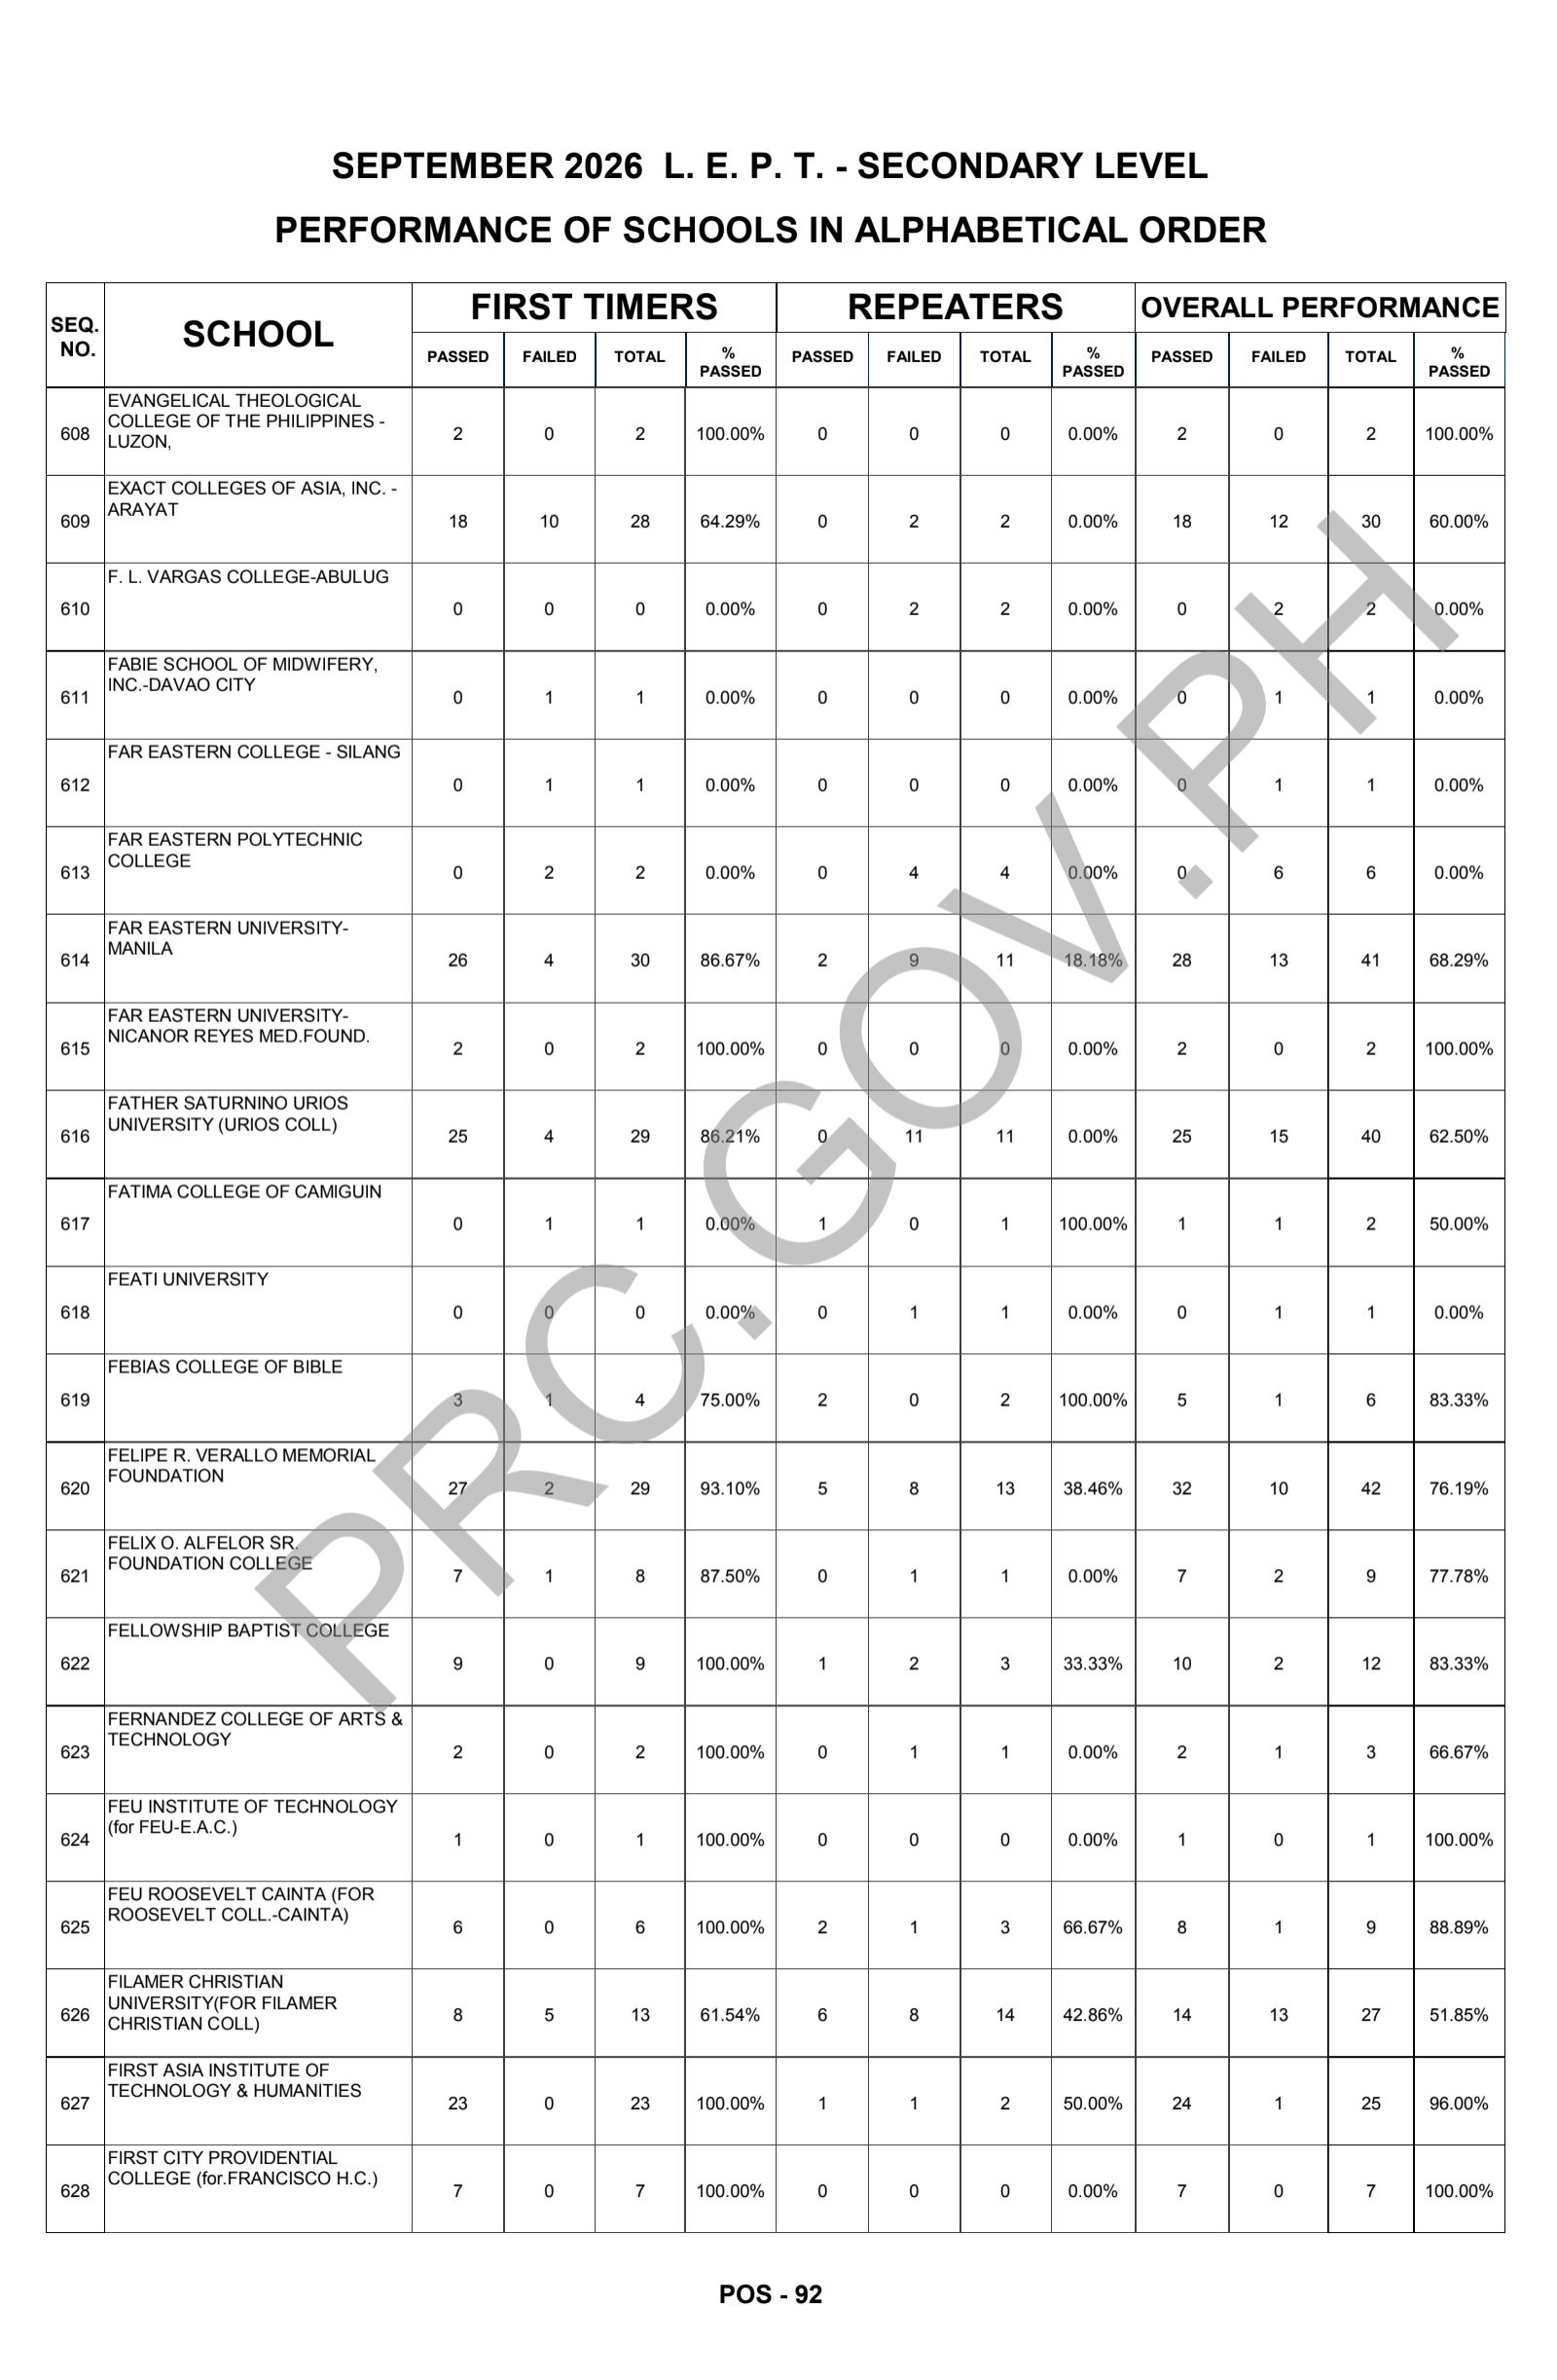 SEPTEMBER 2026 L. E. P. T. - SECONDARY LEVEL
PERFORMANCE OF SCHOOLS IN ALPHABETICAL ORDER
SEQ. NO. SCHOOL FIRST TIMERS REPEATERS OVERALL PERFORMANCE
PASSED FAILED TOTAL % PASSED PASSED FAILED TOTAL % PASSED PASSED FAILED TOTAL % PASSED
EVANGELICAL THEOLOGICAL
COLLEGE OF THE PHILIPPINES -
LUZON,
608 2 0 2 100.00% 0 0 0 0.00% 2 0 2 100.00%
EXACT COLLEGES OF ASIA, INC. -
ARAYAT
609 18 10 28 64.29% 0 2 2 0.00% 18 12 30 60.00%
F. L. VARGAS COLLEGE-ABULUG
610 0 0 0 0.00% 0 2 2 0.00% 0 2 2 0.00%
FABIE SCHOOL OF MIDWIFERY,
INC.-DAVAO CITY
611 0 1 1 0.00% 0 0 0 0.00% 0 1 1 0.00%
FAR EASTERN COLLEGE - SILANG
612 0 1 1 0.00% 0 0 0 0.00% 0 1 1 0.00%
FAR EASTERN POLYTECHNIC
COLLEGE
613 0 2 2 0.00% 0 4 4 0.00% 0 6 6 0.00%
FAR EASTERN UNIVERSITY-
MANILA
614 26 4 30 86.67% 2 9 11 18.18% 28 13 41 68.29%
FAR EASTERN UNIVERSITY-
NICANOR REYES MED.FOUND.
615 2 0 2 100.00% 0 0 0 0.00% 2 0 2 100.00%
FATHER SATURNINO URIOS
UNIVERSITY (URIOS COLL)
616 25 4 29 86.21% 0 11 11 0.00% 25 15 40 62.50%
FATIMA COLLEGE OF CAMIGUIN
617 0 1 1 0.00% 1 0 1 100.00% 1 1 2 50.00%
FEATI UNIVERSITY
618 0 0 0 0.00% 0 1 1 0.00% 0 1 1 0.00%
FEBIAS COLLEGE OF BIBLE
619 3 1 4 75.00% 2 0 2 100.00% 5 1 6 83.33%
FELIPE R. VERALLO MEMORIAL
FOUNDATION
620 27 2 29 93.10% 5 8 13 38.46% 32 10 42 76.19%
FELIX O. ALFELOR SR.
FOUNDATION COLLEGE
621 7 1 8 87.50% 0 1 1 0.00% 7 2 9 77.78%
FELLOWSHIP BAPTIST COLLEGE
622 9 0 9 100.00% 1 2 3 33.33% 10 2 12 83.33%
FERNANDEZ COLLEGE OF ARTS &
TECHNOLOGY
623 2 0 2 100.00% 0 1 1 0.00% 2 1 3 66.67%
FEU INSTITUTE OF TECHNOLOGY
(for FEU-E.A.C.)
624 1 0 1 100.00% 0 0 0 0.00% 1 0 1 100.00%
FEU ROOSEVELT CAINTA (FOR
ROOSEVELT COLL.-CAINTA)
625 6 0 6 100.00% 2 1 3 66.67% 8 1 9 88.89%
FILAMER CHRISTIAN
UNIVERSITY(FOR FILAMER
CHRISTIAN COLL)
626 8 5 13 61.54% 6 8 14 42.86% 14 13 27 51.85%
FIRST ASIA INSTITUTE OF
TECHNOLOGY & HUMANITIES
627 23 0 23 100.00% 1 1 2 50.00% 24 1 25 96.00%
FIRST CITY PROVIDENTIAL
COLLEGE (for.FRANCISCO H.C.)
628 7 0 7 100.00% 0 0 0 0.00% 7 0 7 100.00%
PRC.GOV.PH
POS - 92